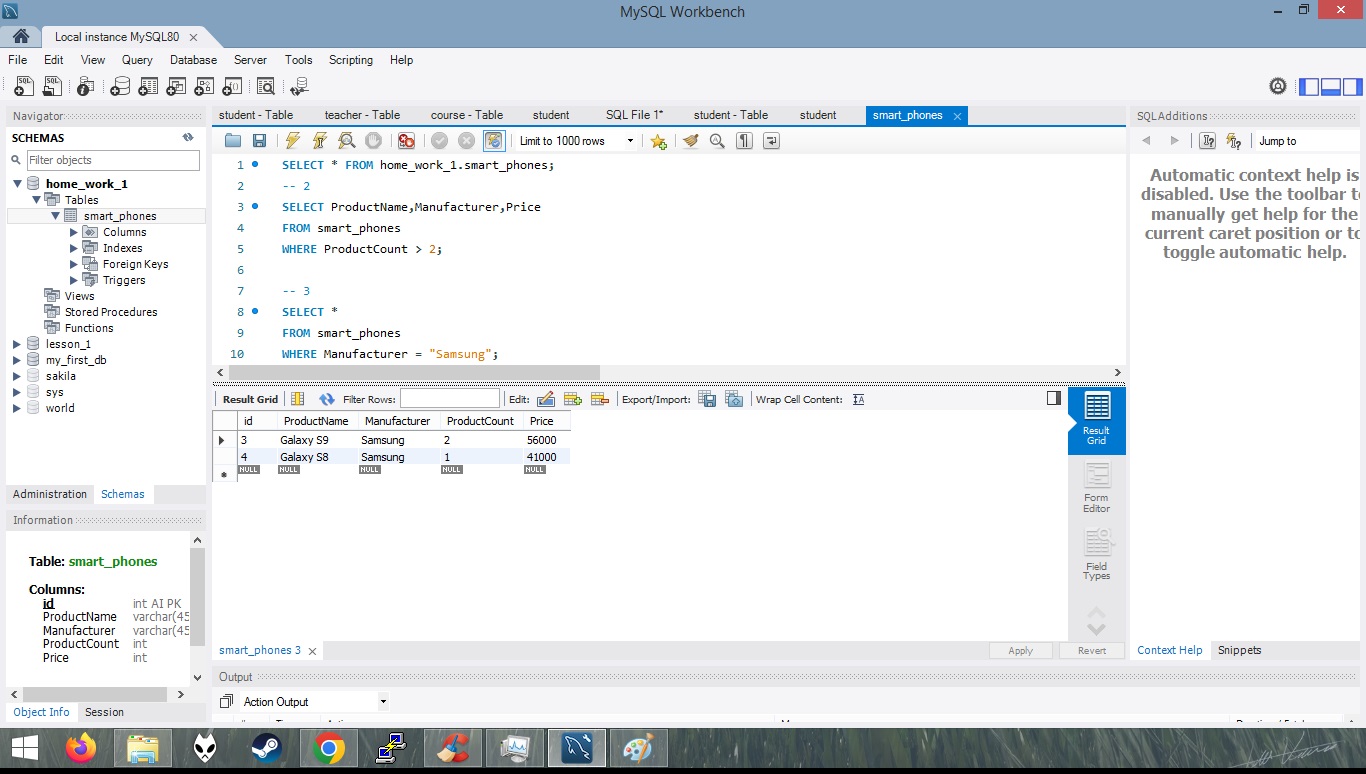 MySQL Workbench
Local instance MySQL80
File Edit View Query Database Server Tools Scripting Help
Navigator
SCHEMAS
Filter objects
home_work_1
Tables
smart_phones
Columns
Indexes
Foreign Keys
Triggers
Views
Stored Procedures
Functions
lesson_1
my_first_db
sakila
sys
world
Administration Schemas
Information
Table: smart_phones
Columns:
id int AI PK
ProductName varchar(45
Manufacturer varchar(45
ProductCount int
Price int
Object Info Session
student - Table teacher - Table course - Table student SQL File 1* student - Table student smart_phones
Limit to 1000 rows
1 SELECT * FROM home_work_1.smart_phones;
2 -- 2
3 SELECT ProductName,Manufacturer,Price
4 FROM smart_phones
5 WHERE ProductCount > 2;
6
7 -- 3
8 SELECT *
9 FROM smart_phones
10 WHERE Manufacturer = "Samsung";
Result Grid Filter Rows: Edit: Export/Import: Wrap Cell Content: IA
id ProductName Manufacturer ProductCount Price
3 Galaxy S9 Samsung 2 56000
4 Galaxy S8 Samsung 1 41000
NULL NULL NULL NULL NULL
Result
Grid
Form
Editor
Field
Types
smart_phones 3 Apply Revert
Output
Action Output
SQLAdditions
Jump to
Automatic context help is
disabled. Use the toolbar to
manually get help for the
current caret position or to
toggle automatic help.
Context Help Snippets